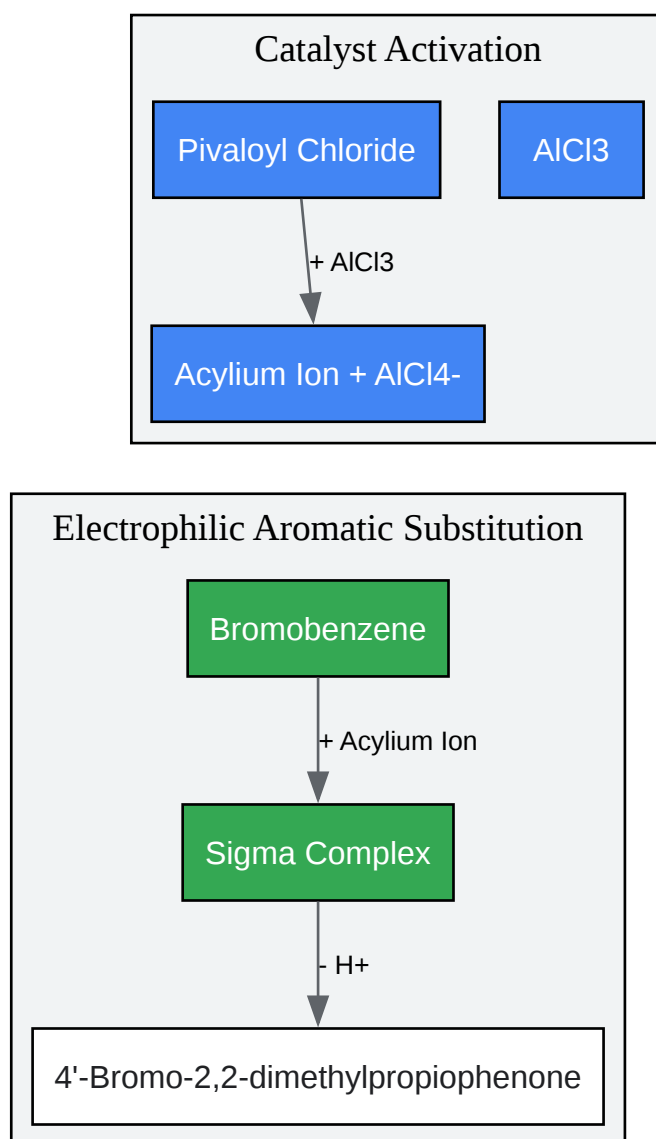 Catalyst Activation
Pivaloyl Chloride
AlCl3
+ AlCl3
Acylium Ion + AlCl4-
Electrophilic Aromatic Substitution
Bromobenzene
+ Acylium Ion
Sigma Complex
- H+
4'-Bromo-2,2-dimethylpropiophenone